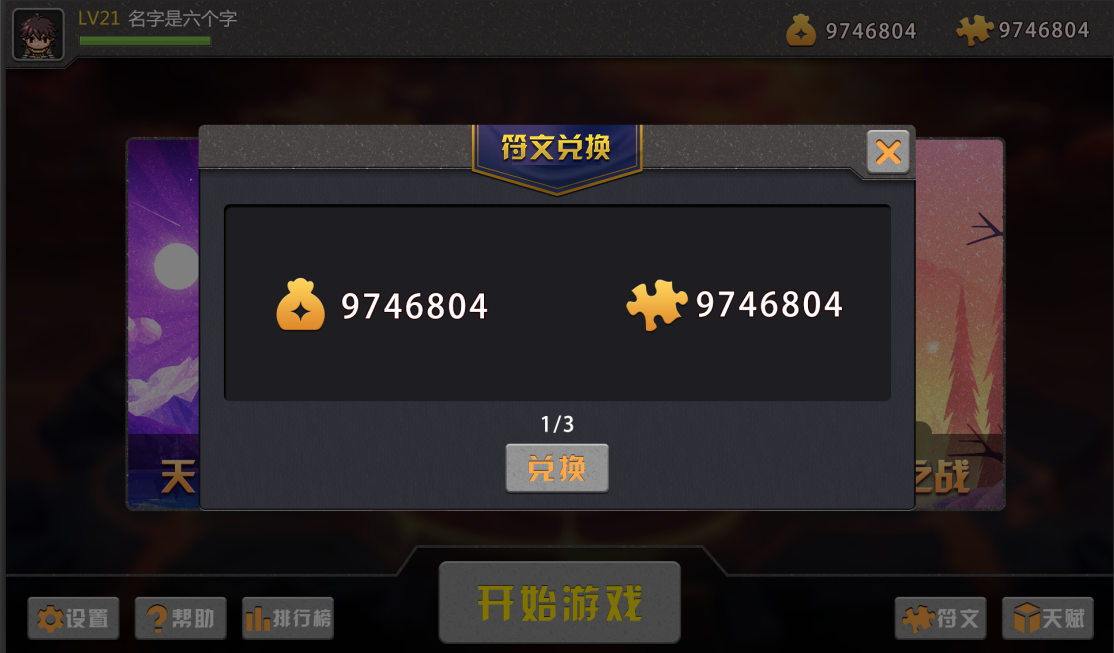 LV21 名字是六个字
9746804
9746804
符文兑换
9746804
9746804
1/3
兑换
天
之战
开始游戏
设置
帮助
排行榜
符文
天赋